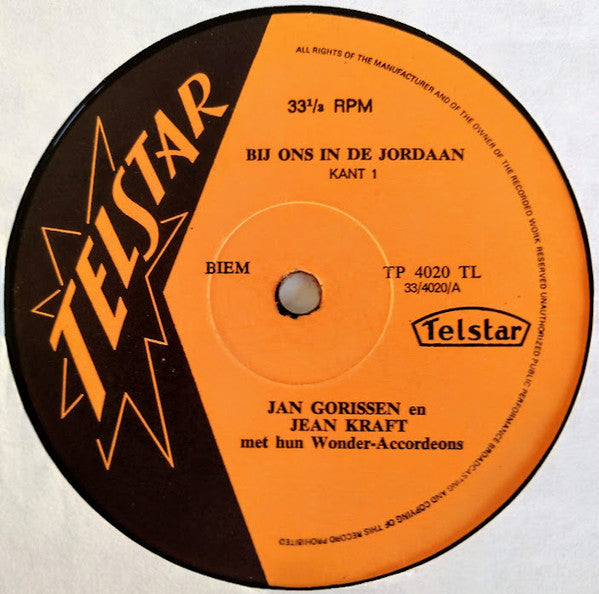 TELSTAR
ALL RIGHTS OF THE MANUFACTURER AND OF THE OWNER OF THE RECORDED WORK RESERVED UNAUTHORIZED PUBLIC PERFORMANCE BROADCASTING AND COPYING OF THIS RECORD PROHIBITED
33⅓ RPM
BIJ ONS IN DE JORDAAN
KANT 1
BIEM
TP 4020 TL
33/4020/A
Telstar
JAN GORISSEN en
JEAN KRAFT
met hun Wonder-Accordeons